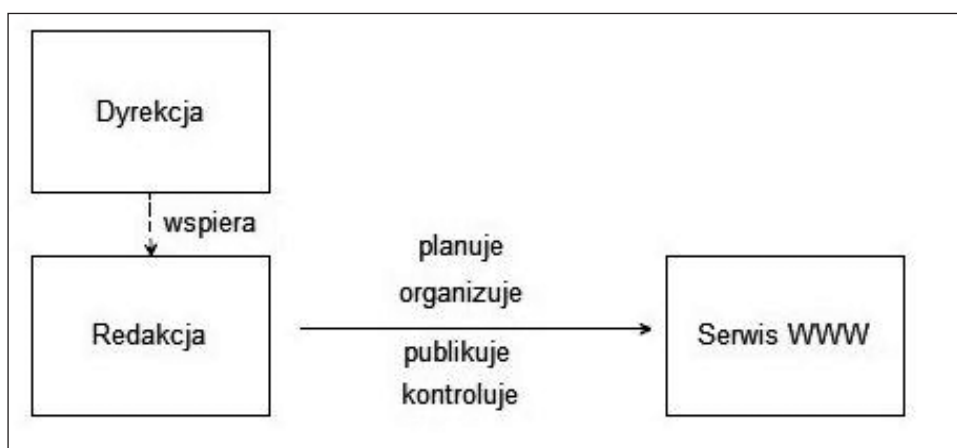 Dyrekcja
wspiera
Redakcja
planuje
organizuje
publikuje
kontroluje
Serwis WWW